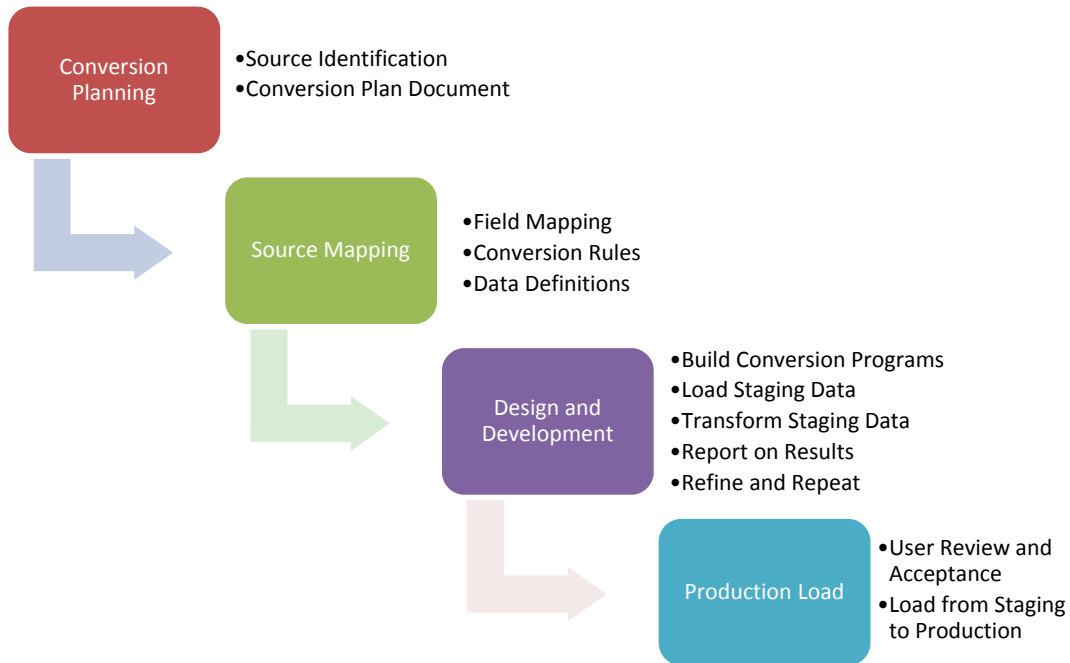 Conversion
Planning
•Source Identification
•Conversion Plan Document
Source Mapping
•Field Mapping
•Conversion Rules
•Data Definitions
Design and
Development
•Build Conversion Programs
•Load Staging Data
•Transform Staging Data
•Report on Results
•Refine and Repeat
Production Load
•User Review and
Acceptance
•Load from Staging
to Production